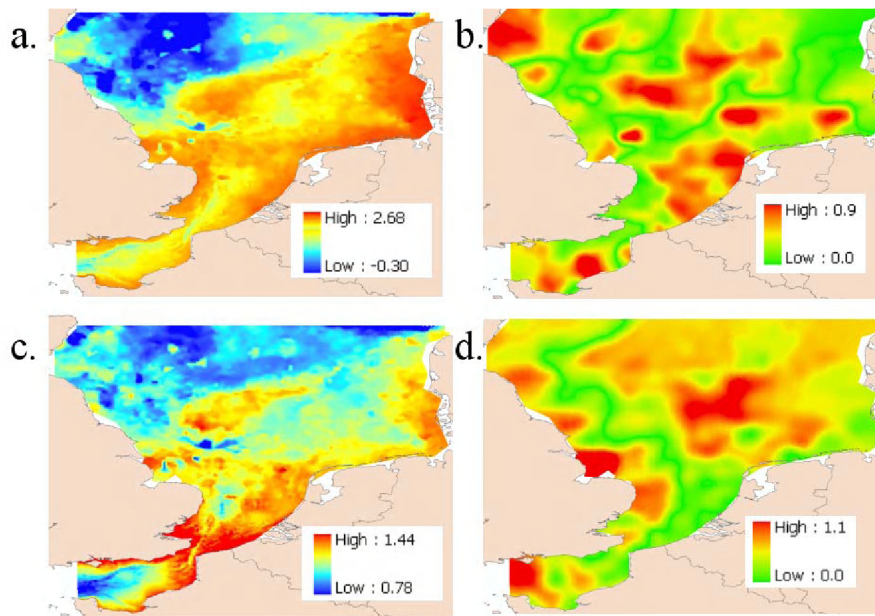 a.
High : 2.68
Low : -0.30
b.
High : 0.9
Low : 0.0
c.
High : 1.44
Low : 0.78
d.
High : 1.1
Low : 0.0